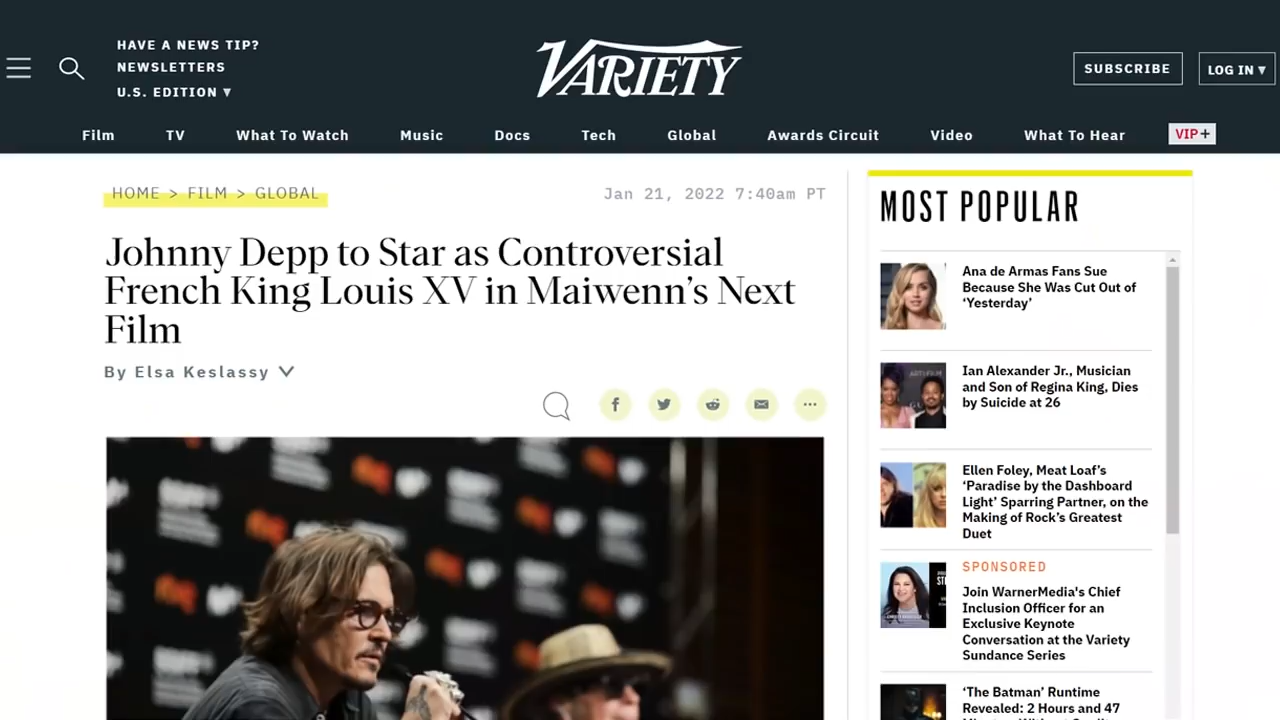 HAVE A NEWS TIP?
NEWSLETTERS
U.S. EDITION ▼
VARIETY
SUBSCRIBE
LOG IN ▼
Film
TV
What To Watch
Music
Docs
Tech
Global
Awards Circuit
Video
What To Hear
VIP+
HOME > FILM > GLOBAL
Jan 21, 2022 7:40am PT
Johnny Depp to Star as Controversial
French King Louis XV in Maiwenn’s Next
Film
By Elsa Keslassy
MOST POPULAR
Ana de Armas Fans Sue
Because She Was Cut Out of
‘Yesterday’
Ian Alexander Jr., Musician
and Son of Regina King, Dies
by Suicide at 26
Ellen Foley, Meat Loaf’s
‘Paradise by the Dashboard
Light’ Sparring Partner, on the
Making of Rock’s Greatest
Duet
SPONSORED
Join WarnerMedia's Chief
Inclusion Officer for an
Exclusive Keynote
Conversation at the Variety
Sundance Series
‘The Batman’ Runtime
Revealed: 2 Hours and 47